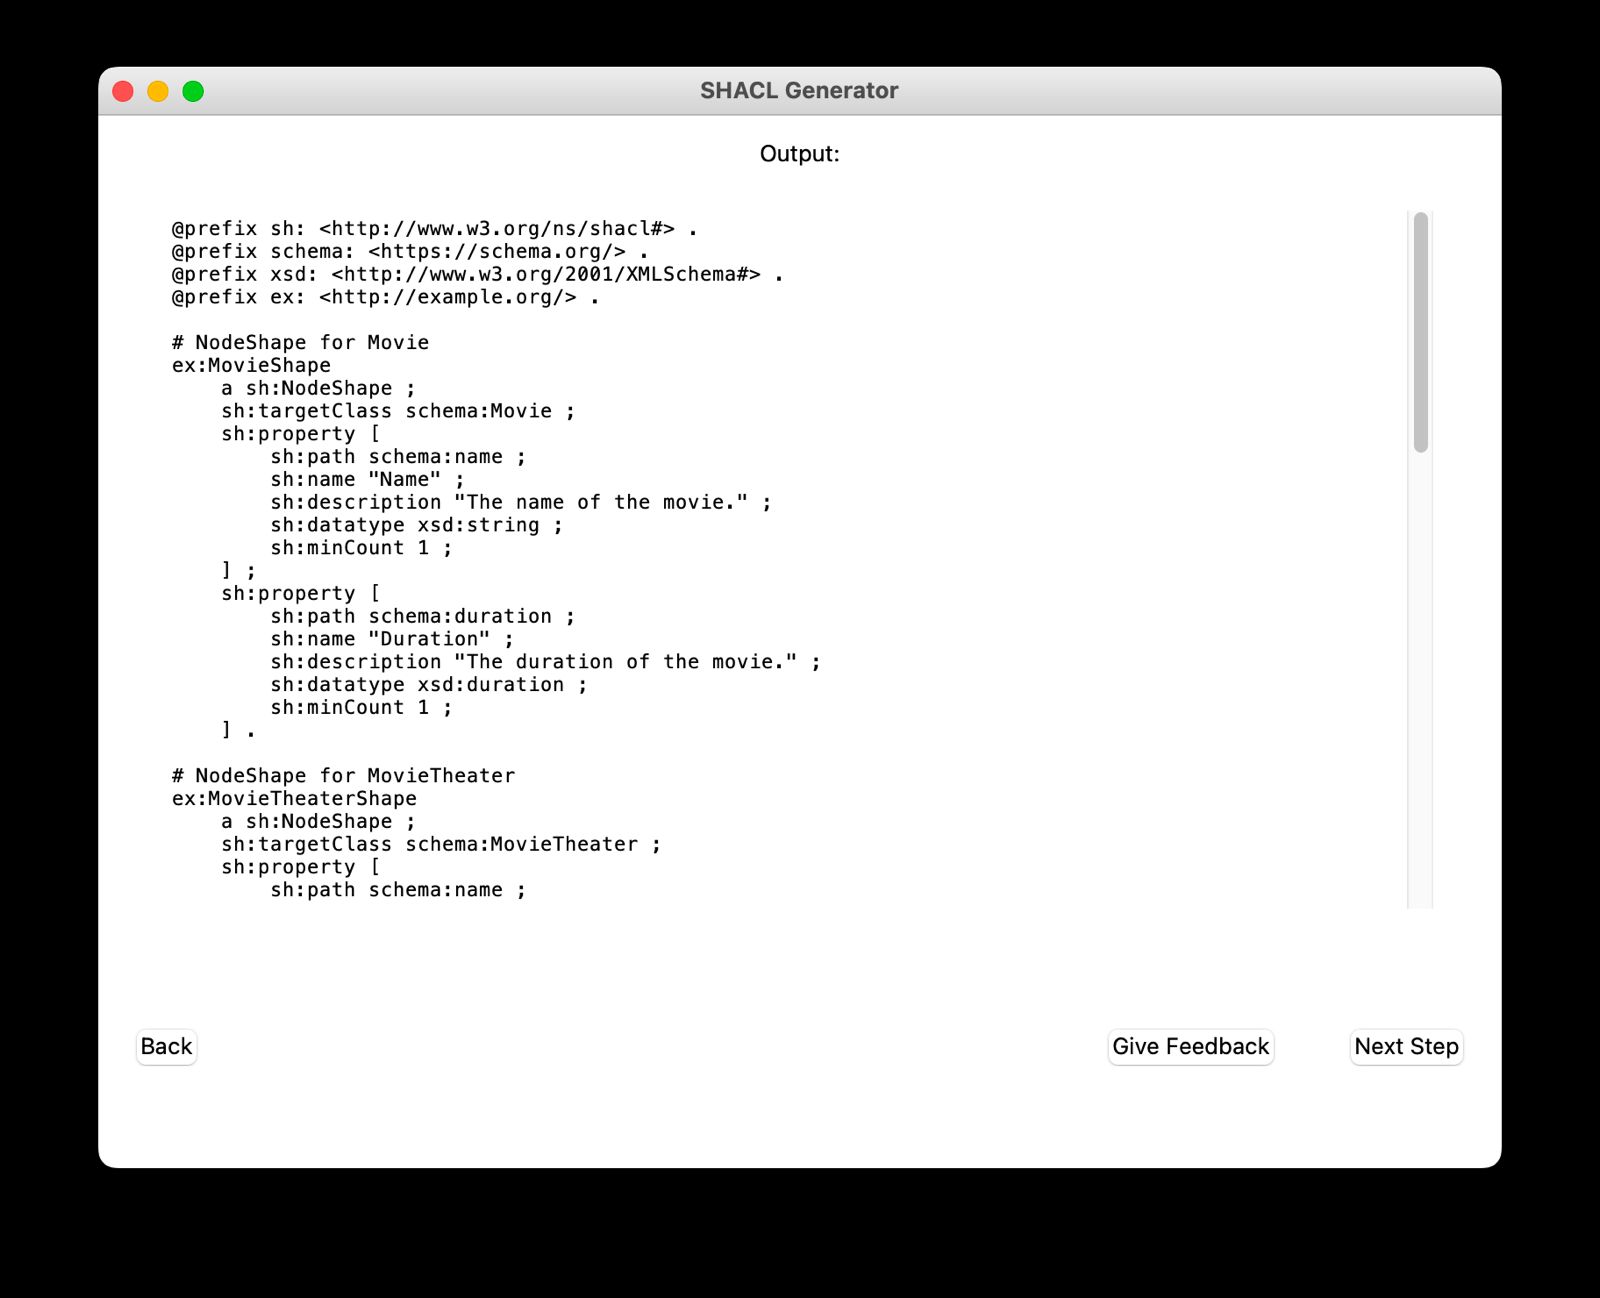 SHACL Generator
Output:
@prefix sh: <http://www.w3.org/ns/shacl#> .
@prefix schema: <https://schema.org/> .
@prefix xsd: <http://www.w3.org/2001/XMLSchema#> .
@prefix ex: <http://example.org/> .

# NodeShape for Movie
ex:MovieShape
    a sh:NodeShape ;
    sh:targetClass schema:Movie ;
    sh:property [
        sh:path schema:name ;
        sh:name "Name" ;
        sh:description "The name of the movie." ;
        sh:datatype xsd:string ;
        sh:minCount 1 ;
    ] ;
    sh:property [
        sh:path schema:duration ;
        sh:name "Duration" ;
        sh:description "The duration of the movie." ;
        sh:datatype xsd:duration ;
        sh:minCount 1 ;
    ] .

# NodeShape for MovieTheater
ex:MovieTheaterShape
    a sh:NodeShape ;
    sh:targetClass schema:MovieTheater ;
    sh:property [
        sh:path schema:name ;
Back
Give Feedback
Next Step